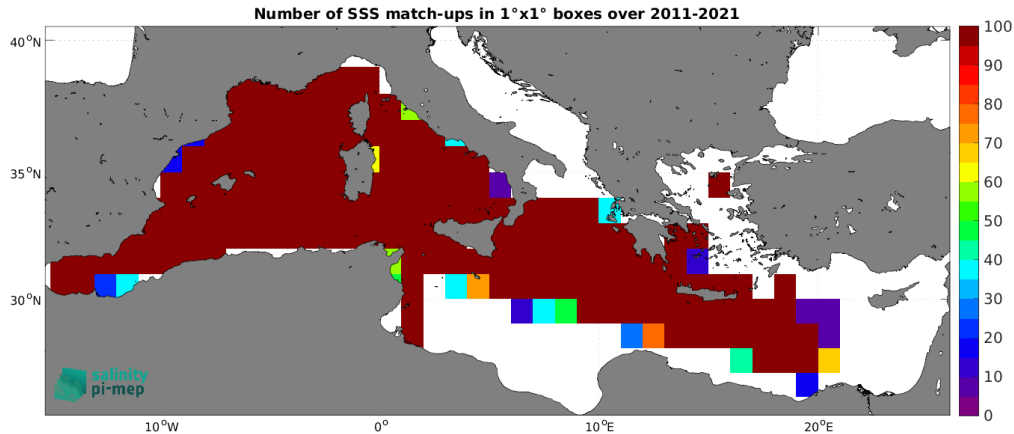 Number of SSS match-ups in 1°x1° boxes over 2011-2021
40°N
35°N
30°N
10°W
0°
10°E
20°E
100
90
80
70
60
50
40
30
20
10
0
salinity
pi-mep